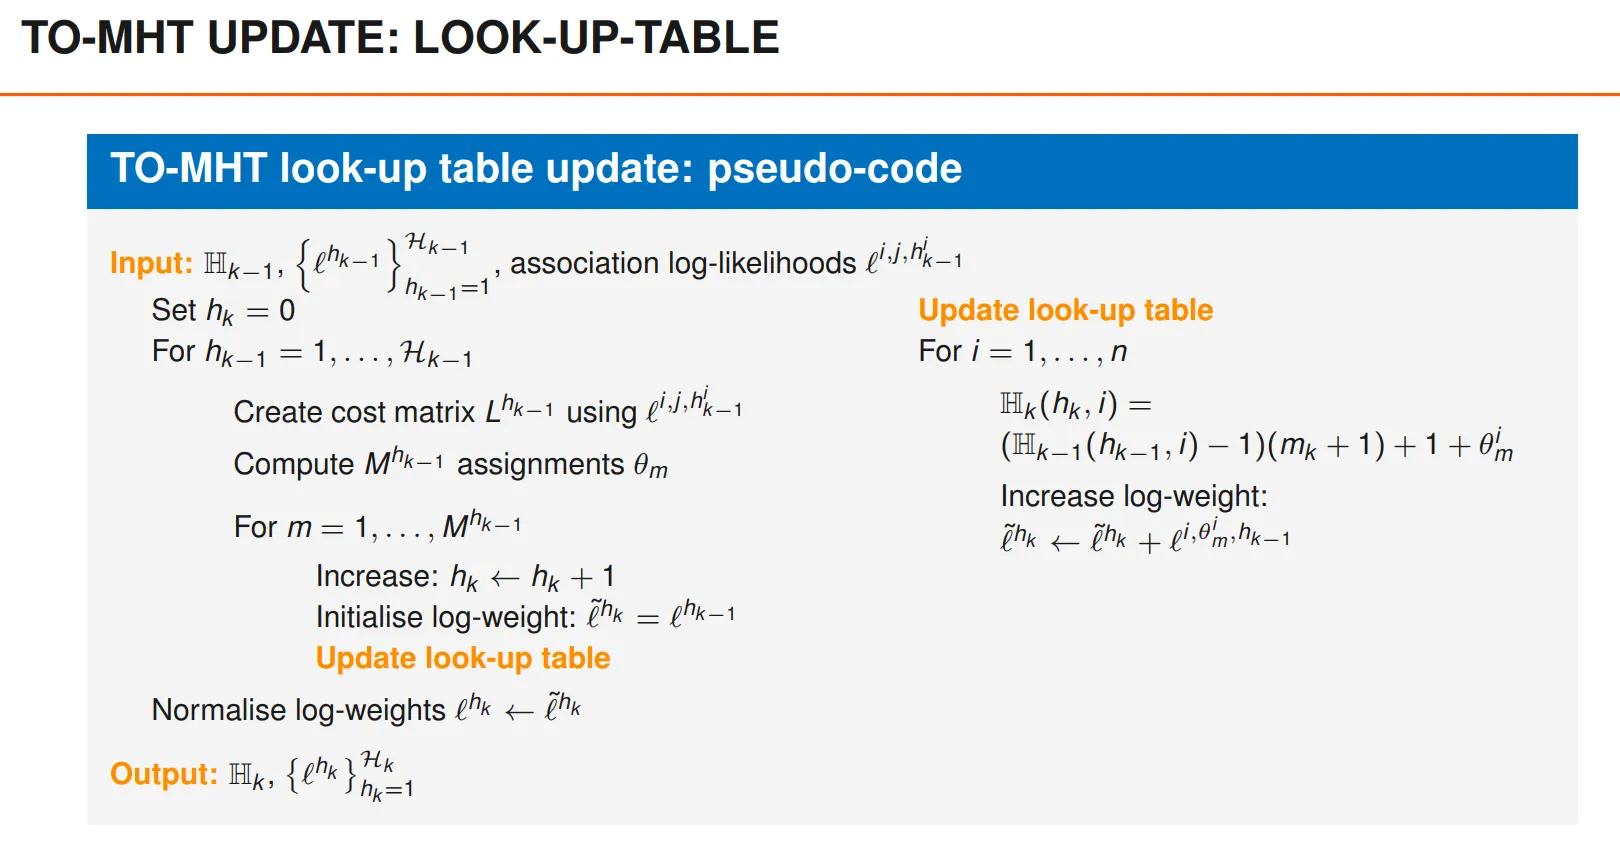 TO-MHT UPDATE: LOOK-UP-TABLE
TO-MHT look-up table update: pseudo-code
Input: $\mathbb{H}_{k-1}$, $\left\{\ell^{h_{k-1}}\right\}_{h_{k-1}=1}^{\mathcal{H}_{k-1}}$, association log-likelihoods $\ell^{i,j,h^i_{k-1}}$
Set $h_k = 0$
For $h_{k-1} = 1, \ldots, \mathcal{H}_{k-1}$
Create cost matrix $L^{h_{k-1}}$ using $\ell^{i,j,h^i_{k-1}}$
Compute $M^{h_{k-1}}$ assignments $\theta_m$
For $m = 1, \ldots, M^{h_{k-1}}$
Increase: $h_k \leftarrow h_k + 1$
Initialise log-weight: $\tilde{\ell}^{h_k} = \ell^{h_{k-1}}$
Update look-up table
Normalise log-weights $\ell^{h_k} \leftarrow \tilde{\ell}^{h_k}$
Output: $\mathbb{H}_k$, $\left\{\ell^{h_k}\right\}_{h_k=1}^{\mathcal{H}_k}$
Update look-up table
For $i = 1, \ldots, n$
$\mathbb{H}_k(h_k, i) =$
$(\mathbb{H}_{k-1}(h_{k-1}, i) - 1)(m_k + 1) + 1 + \theta^i_m$
Increase log-weight:
$\tilde{\ell}^{h_k} \leftarrow \tilde{\ell}^{h_k} + \ell^{i,\theta^i_m,h_{k-1}}$